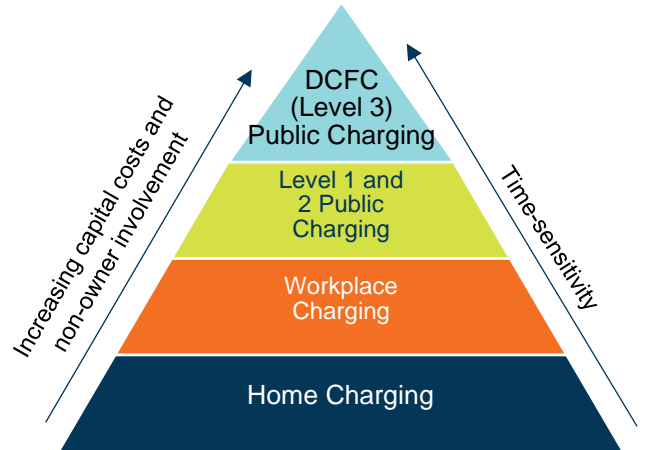 DCFC
(Level 3)
Public Charging
Level 1 and
2 Public
Charging
Workplace
Charging
Home Charging
Increasing capital costs and
non-owner involvement
Time-sensitivity